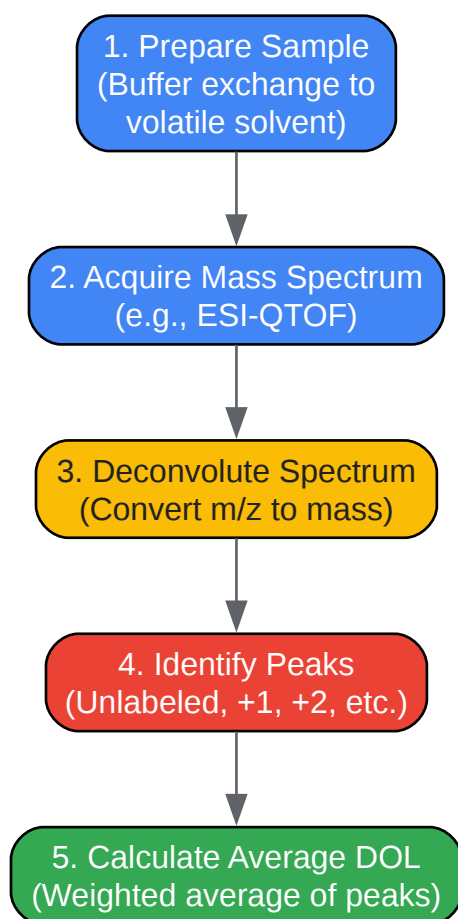 1. Prepare Sample
(Buffer exchange to
volatile solvent)
2. Acquire Mass Spectrum
(e.g., ESI-QTOF)
3. Deconvolute Spectrum
(Convert m/z to mass)
4. Identify Peaks
(Unlabeled, +1, +2, etc.)
5. Calculate Average DOL
(Weighted average of peaks)